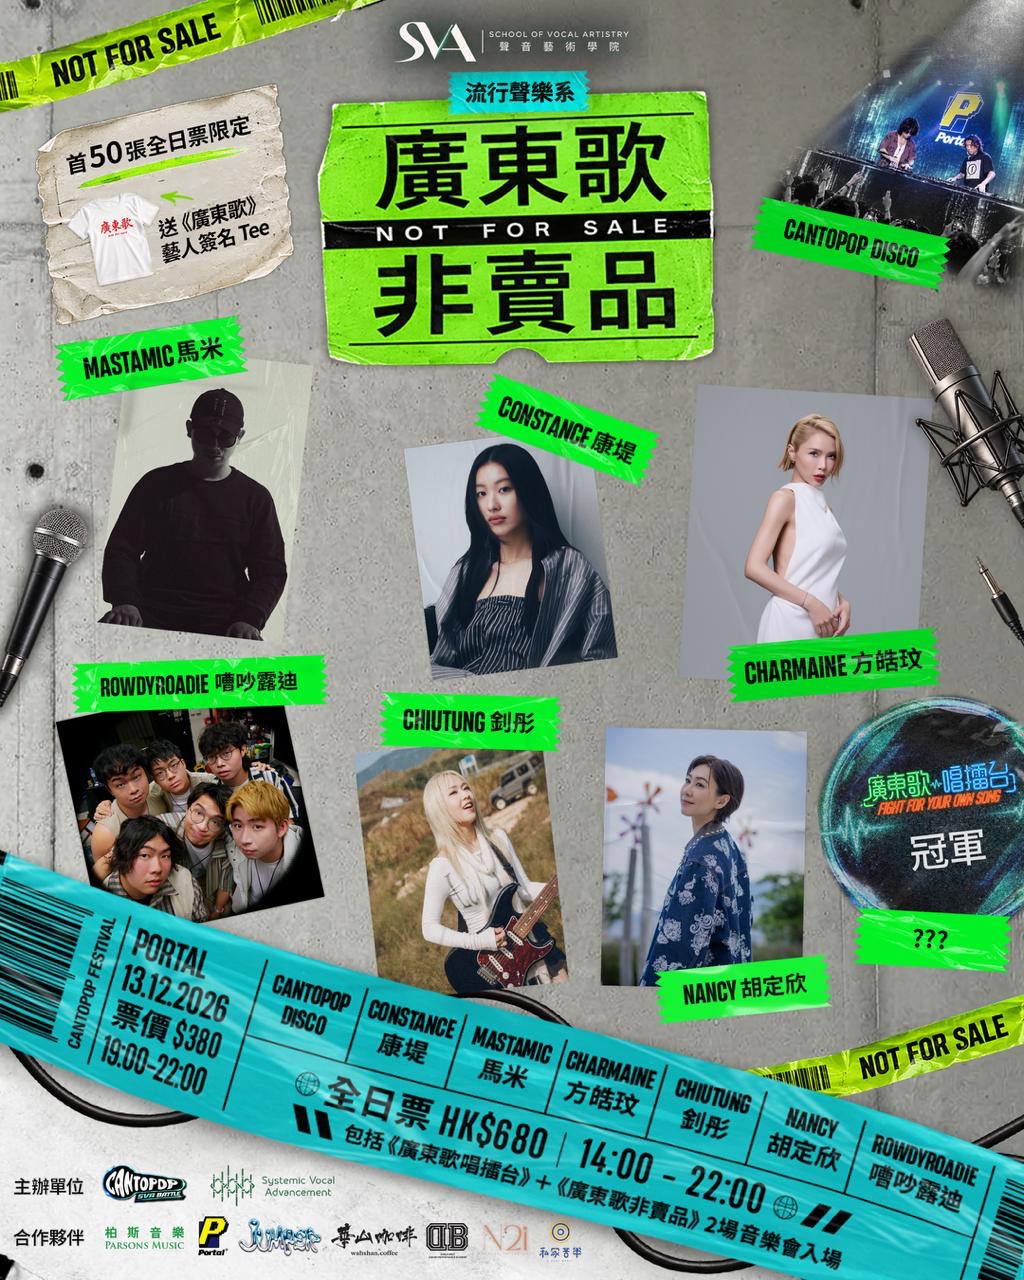 NOT FOR SALE
SVA
SCHOOL OF VOCAL ARTISTRY
聲音藝術學院
流行聲樂系
廣東歌
NOT FOR SALE
非賣品
首50張全日票限定
廣東歌
送《廣東歌》
藝人簽名 Tee
P
Portal
CANTOPOP DISCO
MASTAMIC 馬米
CONSTANCE 康堤
CHARMAINE 方皓玟
ROWDYROADIE 嘈吵露迪
CHIUTUNG 釗彤
NANCY 胡定欣
廣東歌唱擂台
FIGHT FOR YOUR OWN SONG
冠軍
???
NOT FOR SALE
CANTOPOP FESTIVAL
PORTAL
13.12.2026
票價 $380
19:00-22:00
CANTOPOP
DISCO
CONSTANCE
康堤
MASTAMIC
馬米
CHARMAINE
方皓玟
CHIUTUNG
釗彤
NANCY
胡定欣
ROWDYROADIE
嘈吵露迪
全日票 HK$680 | 14:00 - 22:00
包括《廣東歌唱擂台》+《廣東歌非賣品》2場音樂會入場
主辦單位
CANTOPOP
SVA BATTLE
Systemic Vocal
Advancement
合作夥伴
柏斯音樂
PARSONS MUSIC
P
Portal
JUMPER
華山咖啡
wahshan.coffee
DB
N21
私家苦半